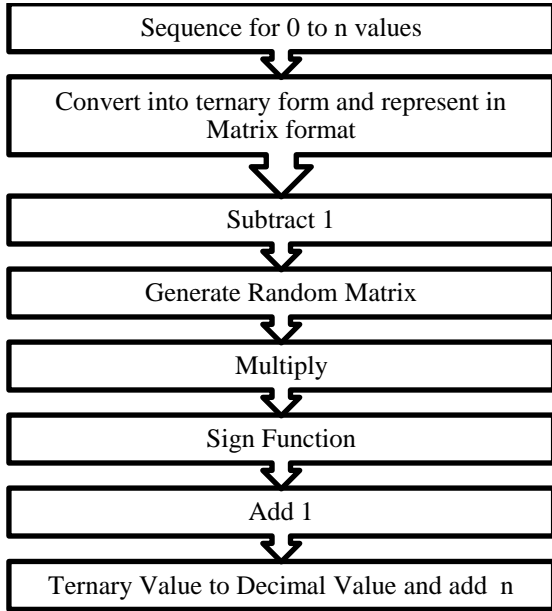 Sequence for 0 to n values
Convert into ternary form and represent in
Matrix format
Subtract 1
Generate Random Matrix
Multiply
Sign Function
Add 1
Ternary Value to Decimal Value and add n